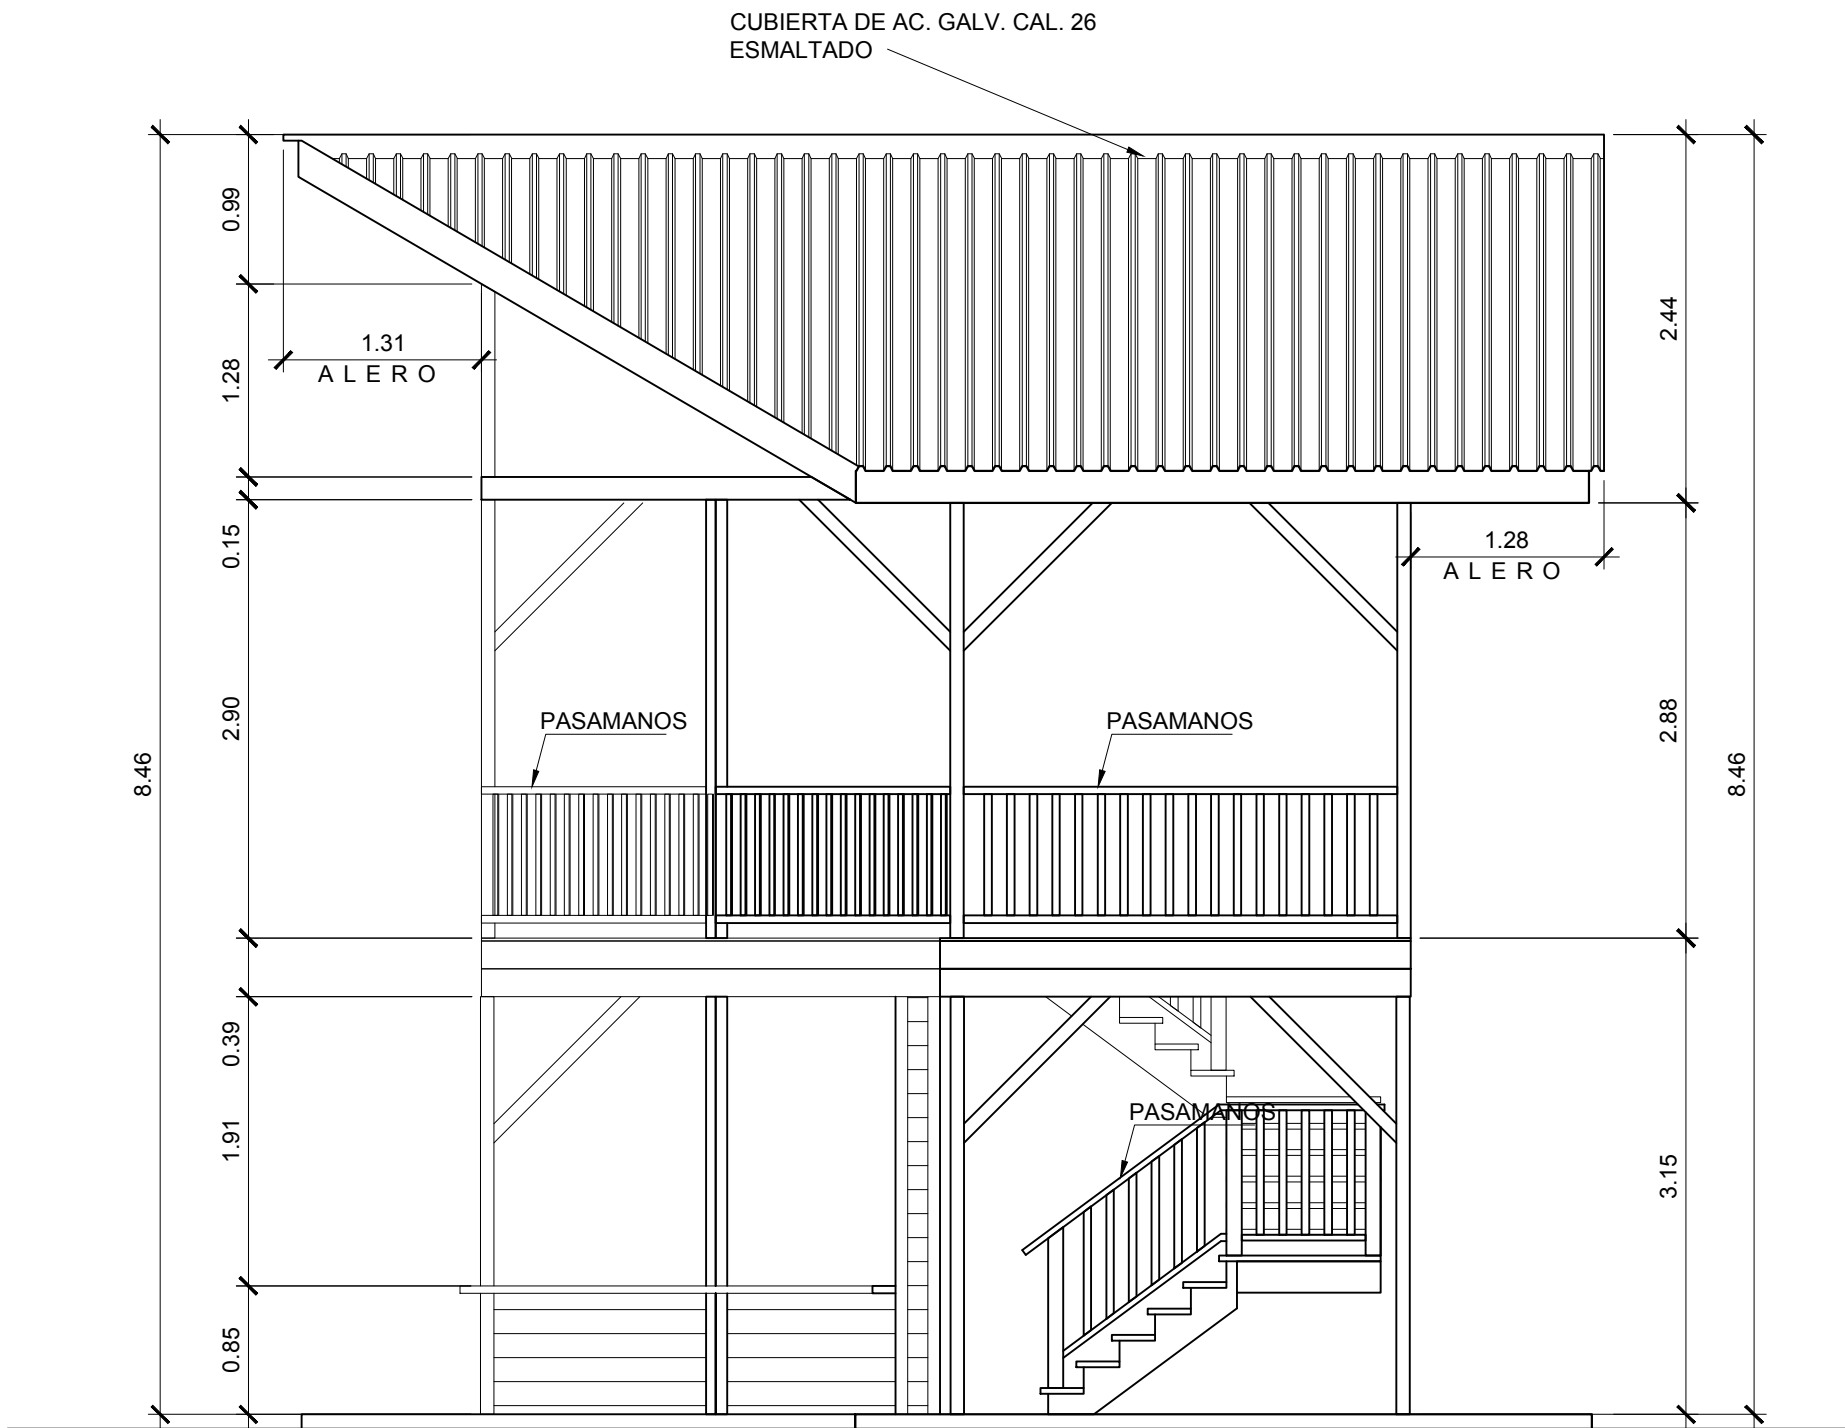 CUBIERTA DE AC. GALV. CAL. 26
ESMALTADO
0.99
1.31
ALERO
1.28
2.44
0.15
1.28
ALERO
2.90
PASAMANOS
PASAMANOS
2.88
8.46
8.46
0.39
1.91
PASAMANOS
3.15
0.85